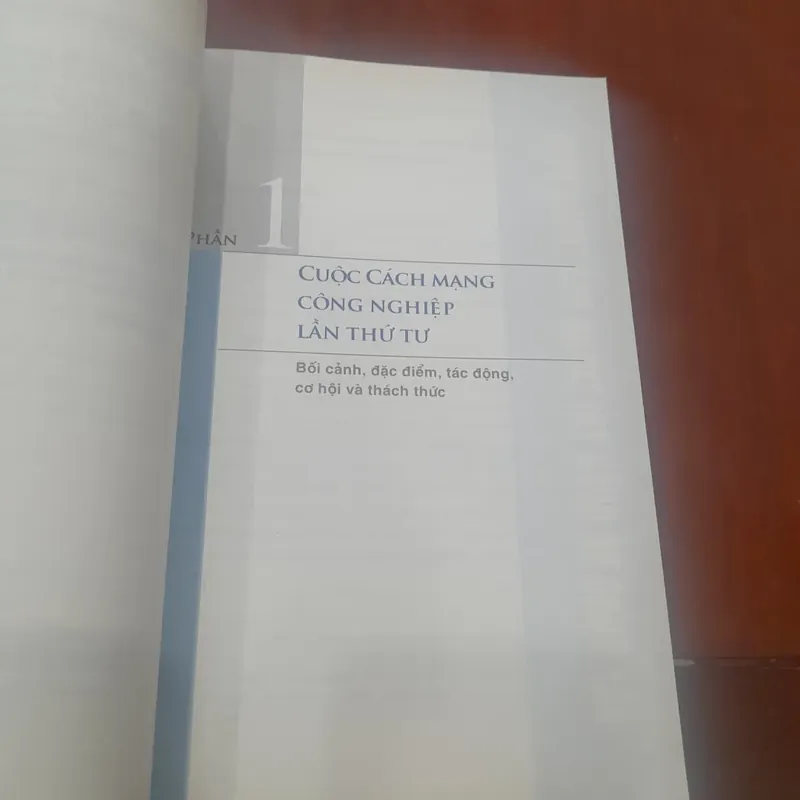 PHẦN 1
CUỘC CÁCH MẠNG
CÔNG NGHIỆP
LẦN THỨ TƯ
Bối cảnh, đặc điểm, tác động,
cơ hội và thách thức